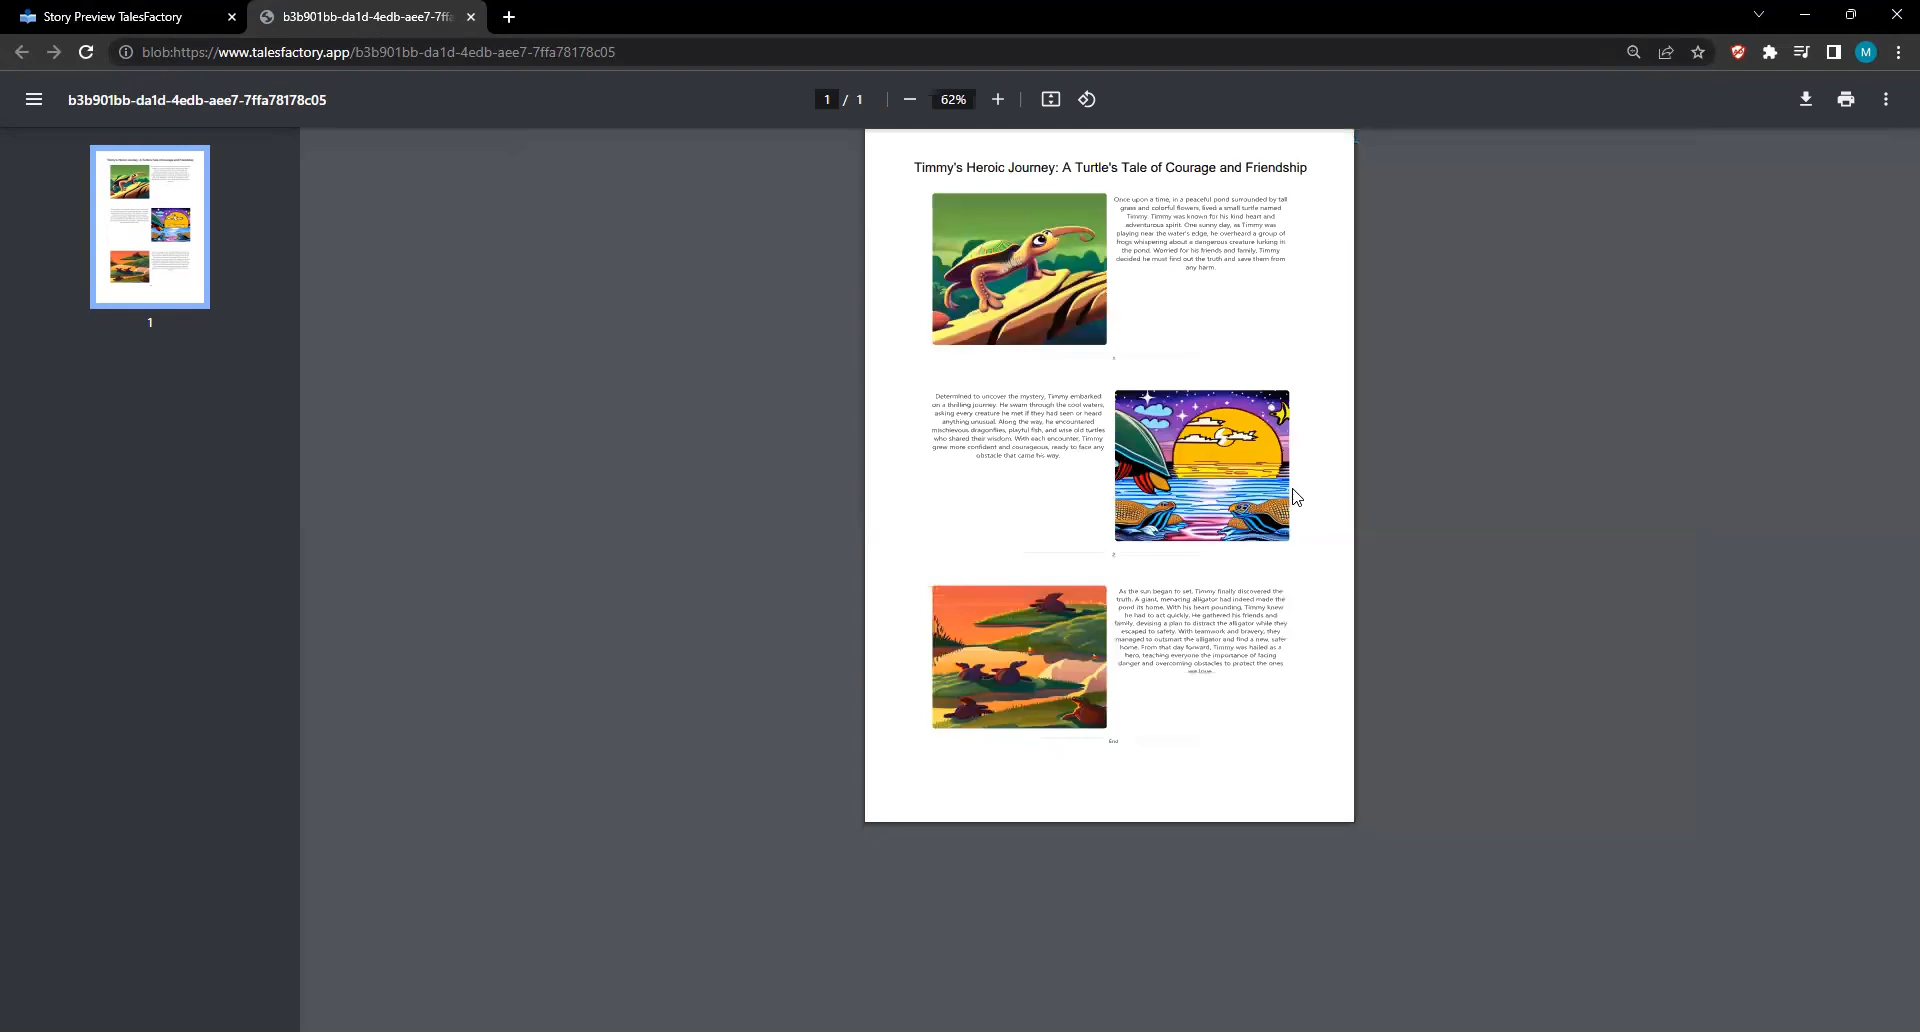 Story Preview TalesFactory
b3b901bb-da1d-4edb-aee7-7ffa
blob:https://www.talesfactory.app/b3b901bb-da1d-4edb-aee7-7ffa78178c05
M
b3b901bb-da1d-4edb-aee7-7ffa78178c05
1 / 1
62%
1
Timmy's Heroic Journey: A Turtle's Tale of Courage and Friendship
Once upon a time, in a peaceful pond surrounded by tall
grass and colorful flowers, lived a small turtle named
Timmy. Timmy was known for his kind heart and
adventurous spirit. One sunny day, as Timmy was
playing near the water's edge, he overheard a group of
frogs whispering about a dangerous creature lurking in
the pond. Worried for his friends and family, Timmy
decided he must find out the truth and save them from
any harm.
Determined to uncover the mystery, Timmy embarked
on a thrilling journey. He swam through the cool waters,
asking every creature he met if they had seen or heard
anything unusual. Along the way, he encountered
mischievous dragonflies, playful fish, and wise old turtles
who shared their wisdom. With each encounter, Timmy
grew more confident and courageous, ready to face any
obstacle that came his way.
2
As the sun began to set, Timmy finally discovered the
truth. A giant, menacing alligator had indeed made the
pond its home. With his heart pounding, Timmy knew
he had to act quickly. He gathered his friends and
family, devising a plan to distract the alligator while they
escaped to safety. With teamwork and bravery, they
managed to outsmart the alligator and find a new, safer
home. From that day forward, Timmy was hailed as a
hero, teaching everyone the importance of facing
danger and overcoming obstacles to protect the ones
we love.
End